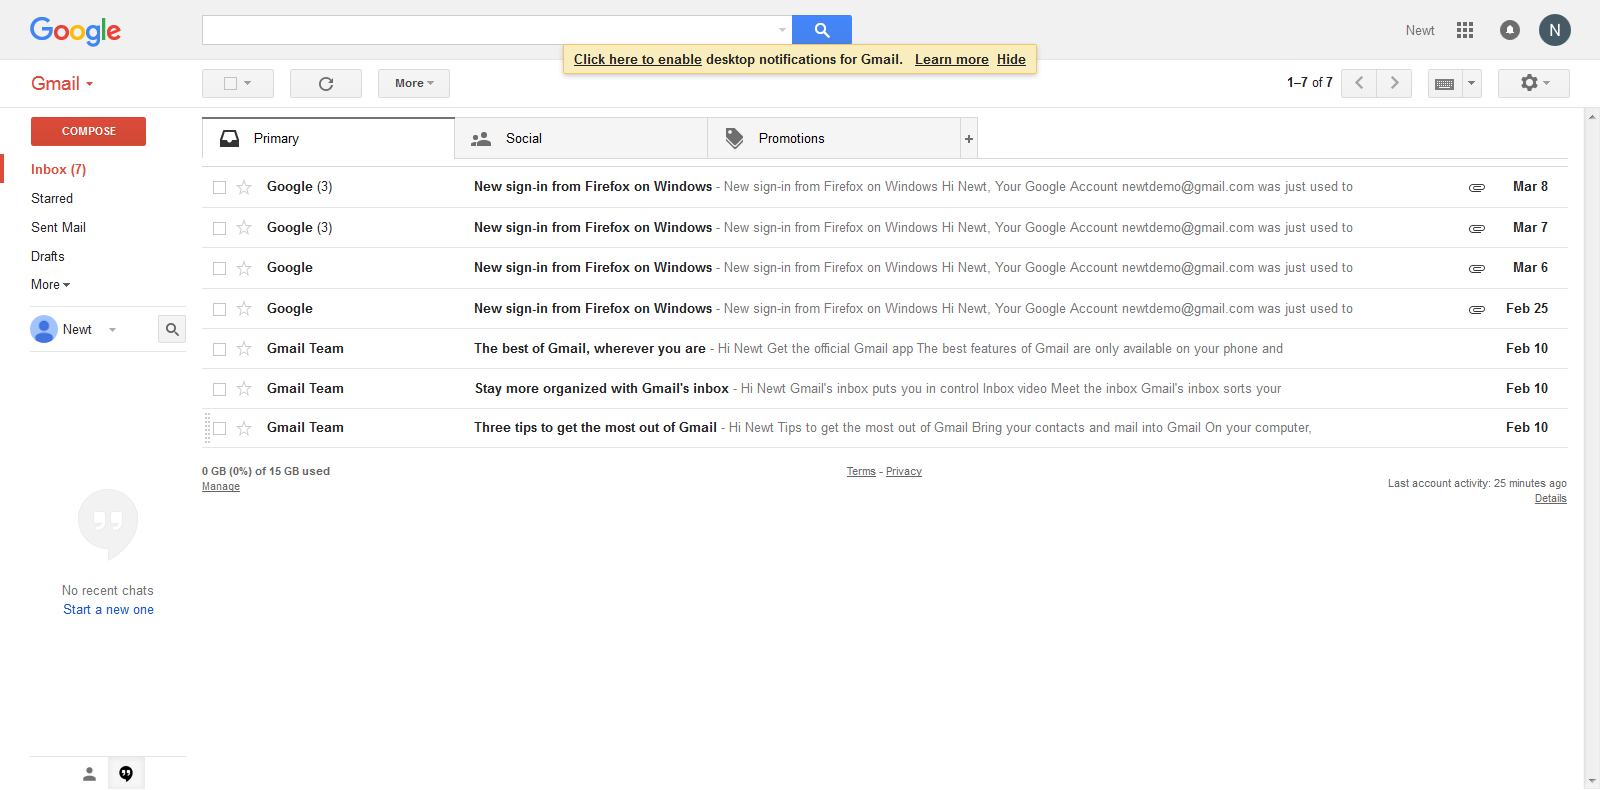 Google
Newt
N
Click here to enable desktop notifications for Gmail. Learn more Hide
Gmail
More
1–7 of 7
COMPOSE
Inbox (7)
Starred
Sent Mail
Drafts
More
Newt
Primary
Social
Promotions
+
Google (3) New sign-in from Firefox on Windows - New sign-in from Firefox on Windows Hi Newt, Your Google Account newtdemo@gmail.com was just used to Mar 8
Google (3) New sign-in from Firefox on Windows - New sign-in from Firefox on Windows Hi Newt, Your Google Account newtdemo@gmail.com was just used to Mar 7
Google New sign-in from Firefox on Windows - New sign-in from Firefox on Windows Hi Newt, Your Google Account newtdemo@gmail.com was just used to Mar 6
Google New sign-in from Firefox on Windows - New sign-in from Firefox on Windows Hi Newt, Your Google Account newtdemo@gmail.com was just used to Feb 25
Gmail Team The best of Gmail, wherever you are - Hi Newt Get the official Gmail app The best features of Gmail are only available on your phone and Feb 10
Gmail Team Stay more organized with Gmail's inbox - Hi Newt Gmail's inbox puts you in control Inbox video Meet the inbox Gmail's inbox sorts your Feb 10
Gmail Team Three tips to get the most out of Gmail - Hi Newt Tips to get the most out of Gmail Bring your contacts and mail into Gmail On your computer, Feb 10
0 GB (0%) of 15 GB used
Manage
Terms - Privacy
Last account activity: 25 minutes ago
Details
No recent chats
Start a new one